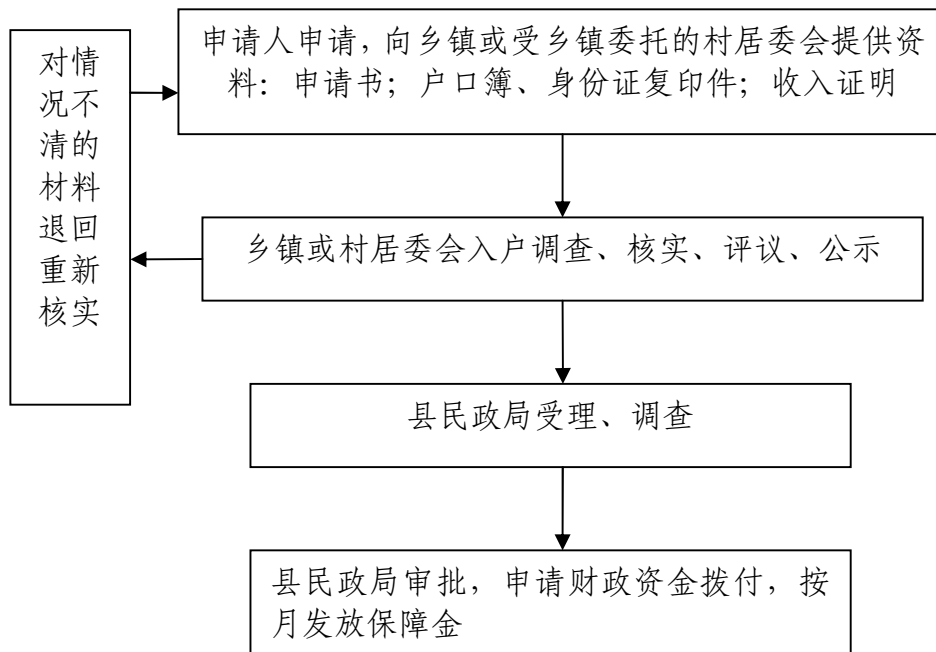 申请人申请，向乡镇或受乡镇委托的村居委会提供资
料：申请书；户口簿、身份证复印件；收入证明
对情
况不
清的
材料
退回
重新
核实
乡镇或村居委会入户调查、核实、评议、公示
县民政局受理、调查
县民政局审批，申请财政资金拨付，按
月发放保障金